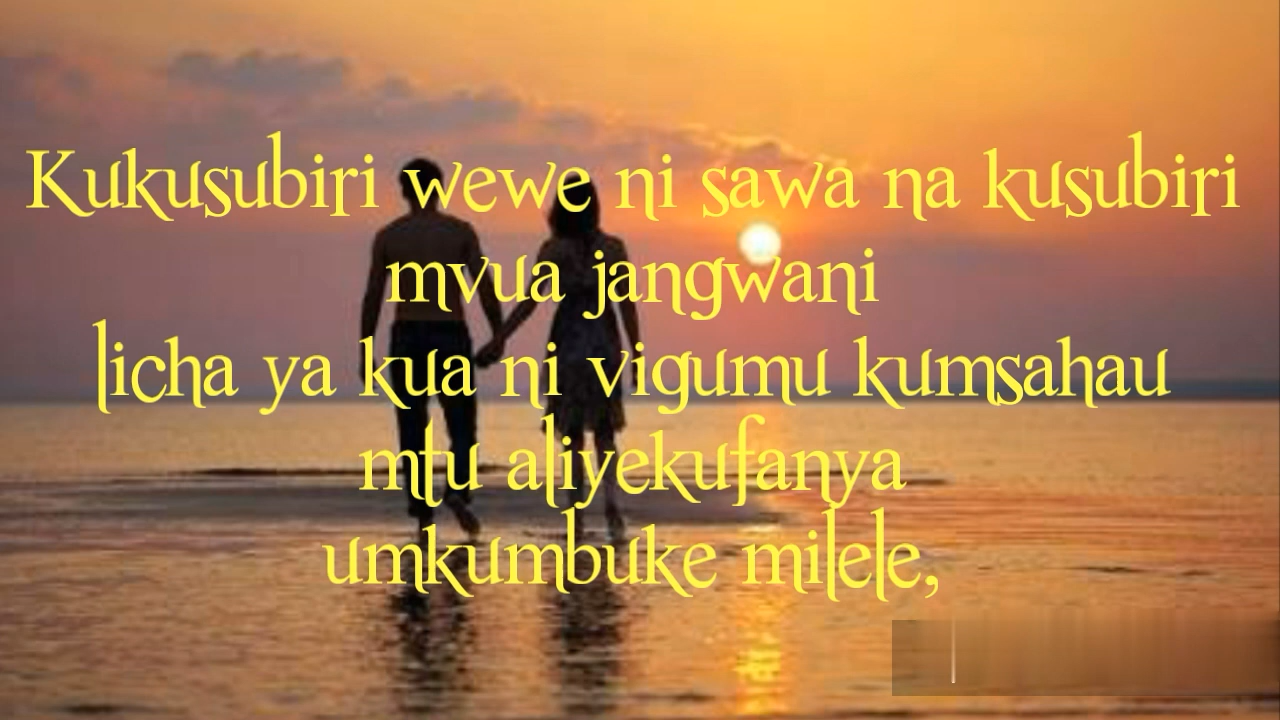 Kukusubiri wewe ni sawa na kusubiri
mvua jangwani
licha ya kua ni vigumu kumsahau
mtu aliyekufanya
umkumbuke milele,